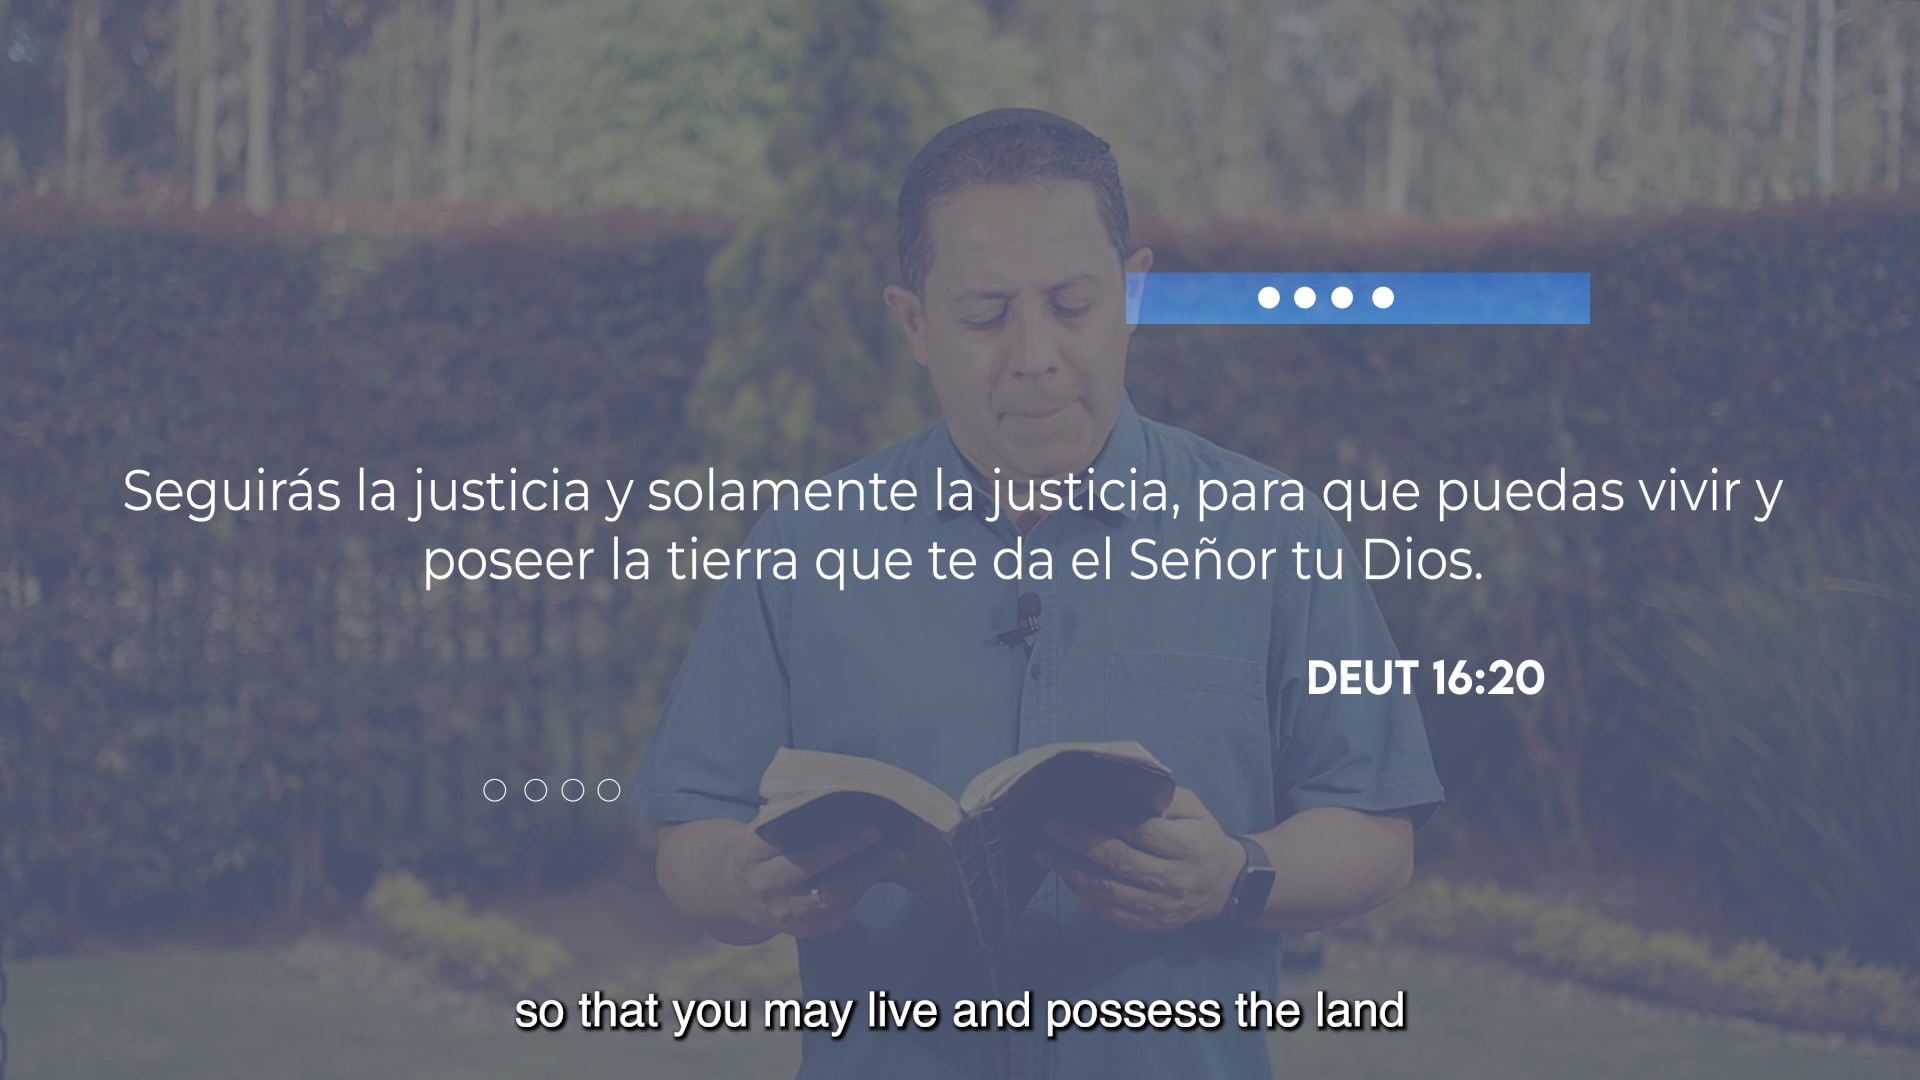 Seguirás la justicia y solamente la justicia, para que puedas vivir y
poseer la tierra que te da el Señor tu Dios.
DEUT 16:20
so that you may live and possess the land